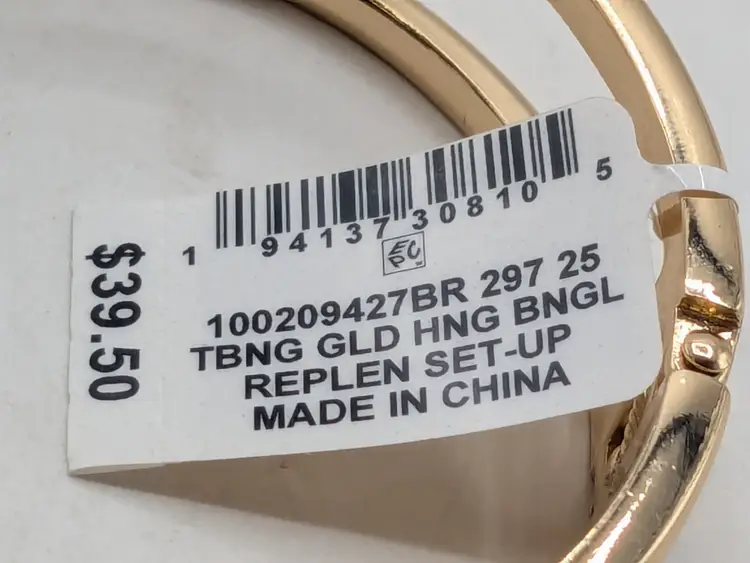 1 94137 30810 5
EPC
100209427BR 297 25
TBNG GLD HNG BNGL
REPLEN SET-UP
MADE IN CHINA
$39.50